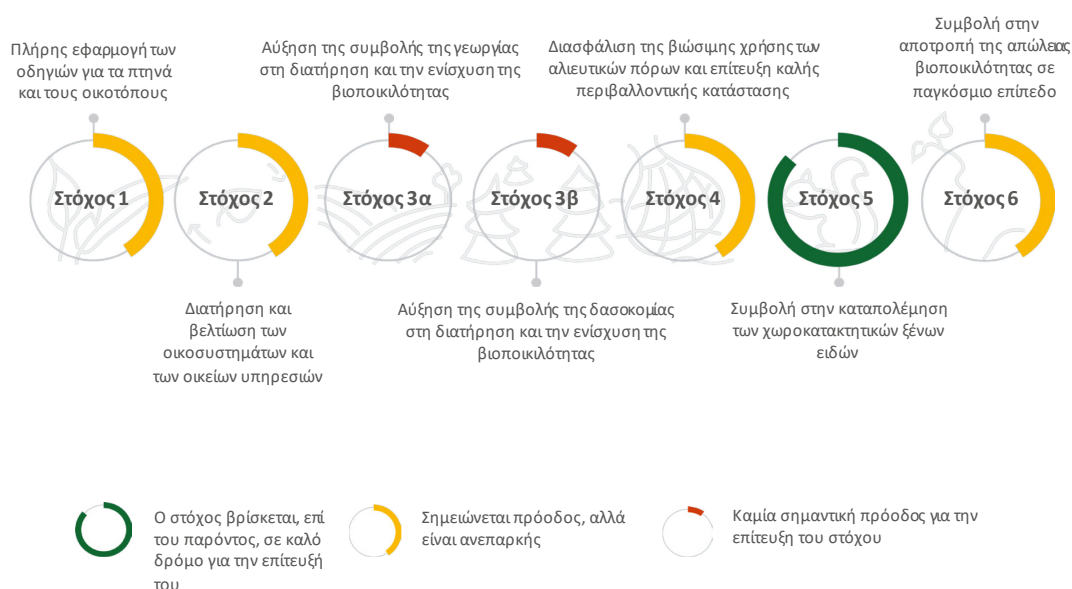 Πλήρης εφαρμογή των
οδηγιών για τα πτηνά
και τους οικοτόπους
Αύξηση της συμβολής της γεωργίας
στη διατήρηση και την ενίσχυση της
βιοποικιλότητας
Διασφάλιση της βιώσιμης χρήσης των
αλιευτικών πόρων και επίτευξη καλής
περιβαλλοντικής κατάστασης
Συμβολή στην
αποτροπή της απώλειας
βιοποικιλότητας σε
παγκόσμιο επίπεδο
Στόχος 1
Στόχος 2
Στόχος 3α
Στόχος 3β
Στόχος 4
Στόχος 5
Στόχος 6
Διατήρηση και
βελτίωση των
οικοσυστημάτων και
των οικείων υπηρεσιών
Αύξηση της συμβολής της δασοκομίας
στη διατήρηση και την ενίσχυση της
βιοποικιλότητας
Συμβολή στην καταπολέμηση
των χωροκατακτητικών ξένων
ειδών
Ο στόχος βρίσκεται, επί
του παρόντος, σε καλό
δρόμο για την επίτευξή
του
Σημειώνεται πρόοδος, αλλά
είναι ανεπαρκής
Καμία σημαντική πρόοδος για την
επίτευξη του στόχου